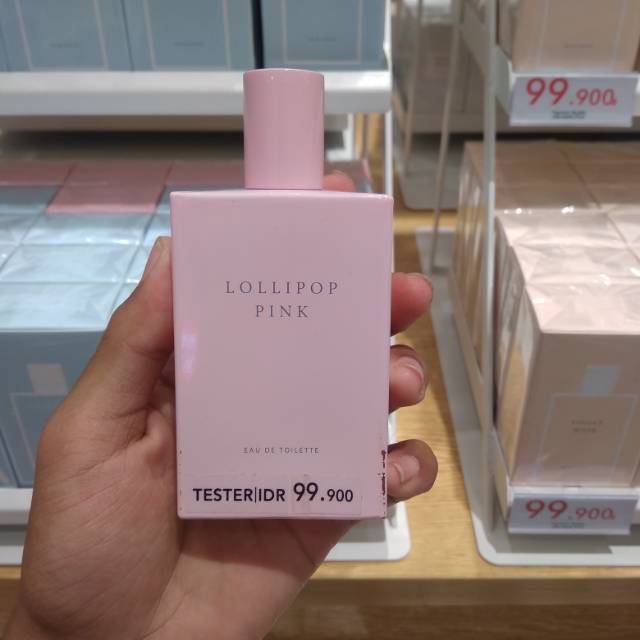 99.900
LOLLIPOP
PINK
EAU DE TOILETTE
TESTER|IDR 99.900
99.900